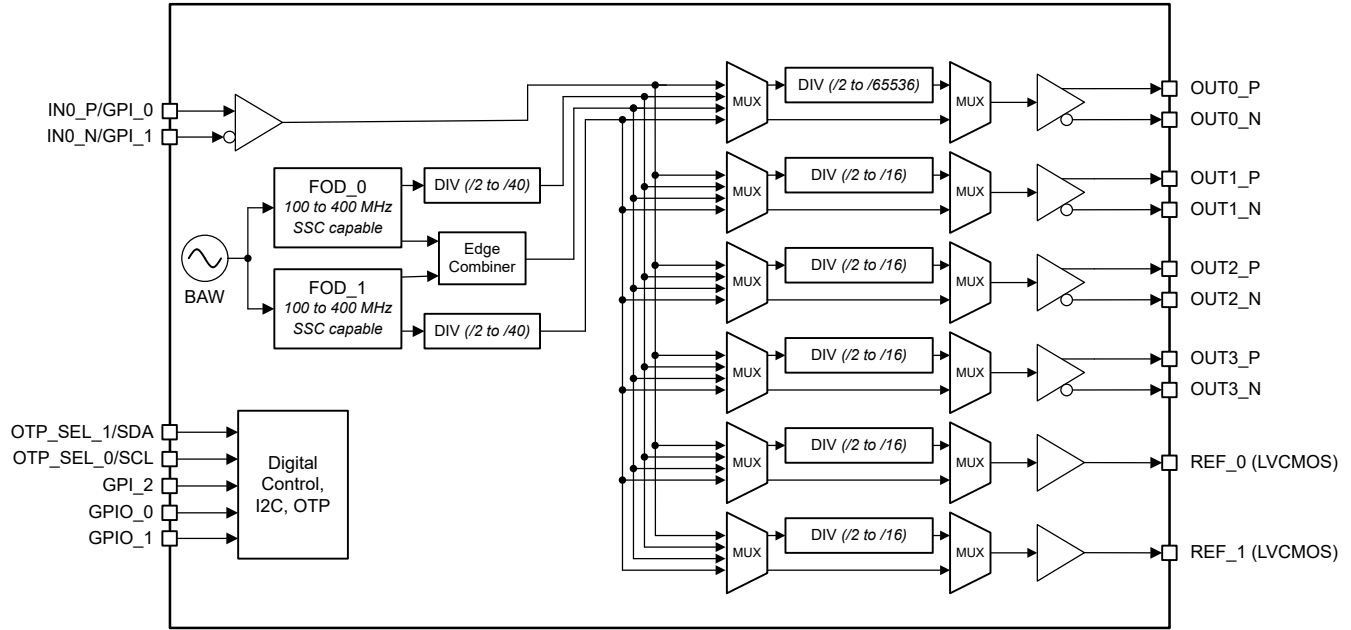 IN0_P/GPI_0
IN0_N/GPI_1
FOD_0
100 to 400 MHz
SSC capable
DIV (/2 to /40)
Edge
Combiner
BAW
FOD_1
100 to 400 MHz
SSC capable
DIV (/2 to /40)
OTP_SEL_1/SDA
OTP_SEL_0/SCL
GPI_2
GPIO_0
GPIO_1
Digital
Control,
I2C, OTP
MUX
DIV (/2 to /65536)
MUX
OUT0_P
OUT0_N
MUX
DIV (/2 to /16)
MUX
OUT1_P
OUT1_N
MUX
DIV (/2 to /16)
MUX
OUT2_P
OUT2_N
MUX
DIV (/2 to /16)
MUX
OUT3_P
OUT3_N
MUX
DIV (/2 to /16)
MUX
REF_0 (LVCMOS)
MUX
DIV (/2 to /16)
MUX
REF_1 (LVCMOS)